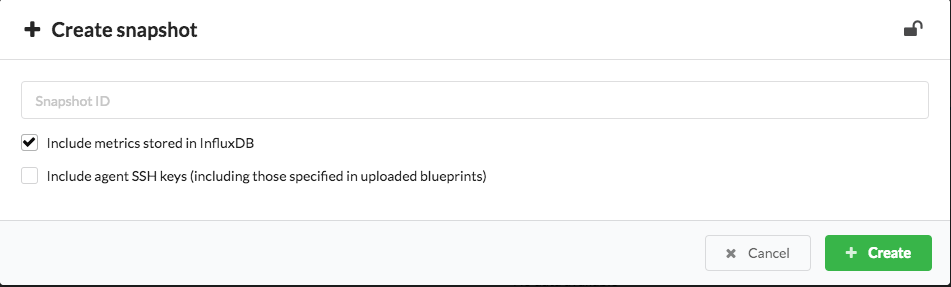 Create snapshot
Snapshot ID
Include metrics stored in InfluxDB
Include agent SSH keys (including those specified in uploaded blueprints)
Cancel
Create